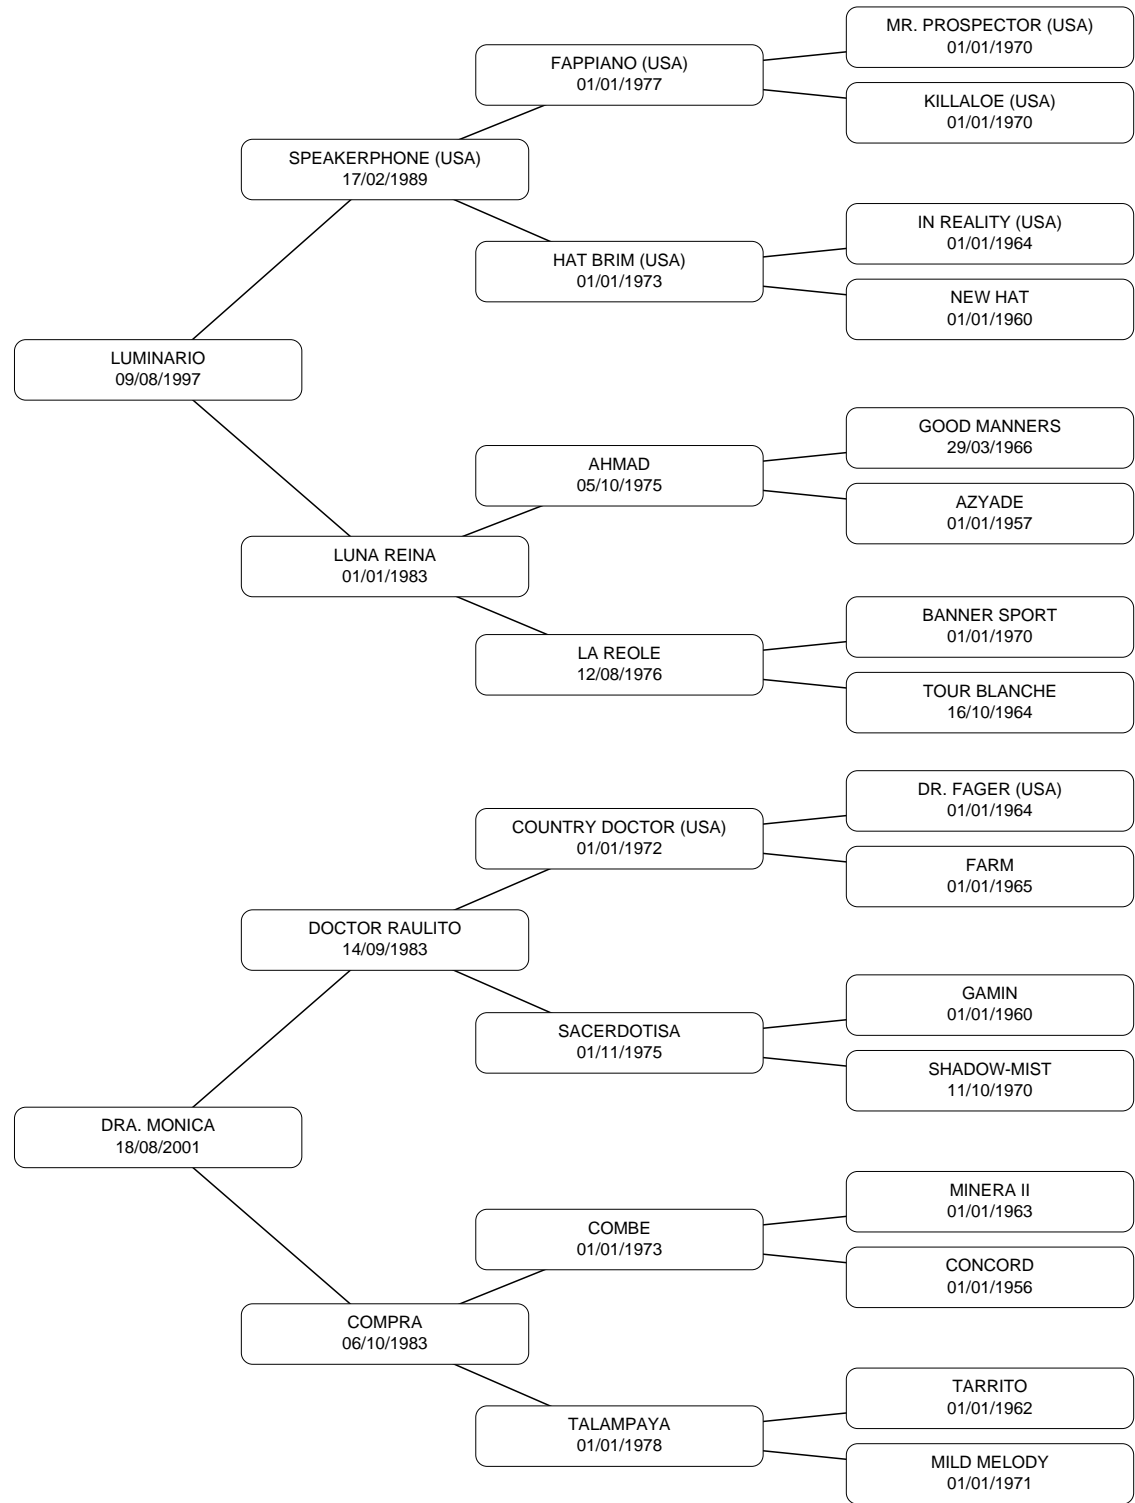 MR. PROSPECTOR (USA)
01/01/1970
FAPPIANO (USA)
01/01/1977
KILLALOE (USA)
01/01/1970
SPEAKERPHONE (USA)
17/02/1989
IN REALITY (USA)
01/01/1964
HAT BRIM (USA)
01/01/1973
NEW HAT
01/01/1960
LUMINARIO
09/08/1997
GOOD MANNERS
29/03/1966
AHMAD
05/10/1975
AZYADE
01/01/1957
LUNA REINA
01/01/1983
BANNER SPORT
01/01/1970
LA REOLE
12/08/1976
TOUR BLANCHE
16/10/1964
DR. FAGER (USA)
01/01/1964
COUNTRY DOCTOR (USA)
01/01/1972
FARM
01/01/1965
DOCTOR RAULITO
14/09/1983
GAMIN
01/01/1960
SACERDOTISA
01/11/1975
SHADOW-MIST
11/10/1970
DRA. MONICA
18/08/2001
MINERA II
01/01/1963
COMBE
01/01/1973
CONCORD
01/01/1956
COMPRA
06/10/1983
TARRITO
01/01/1962
TALAMPAYA
01/01/1978
MILD MELODY
01/01/1971